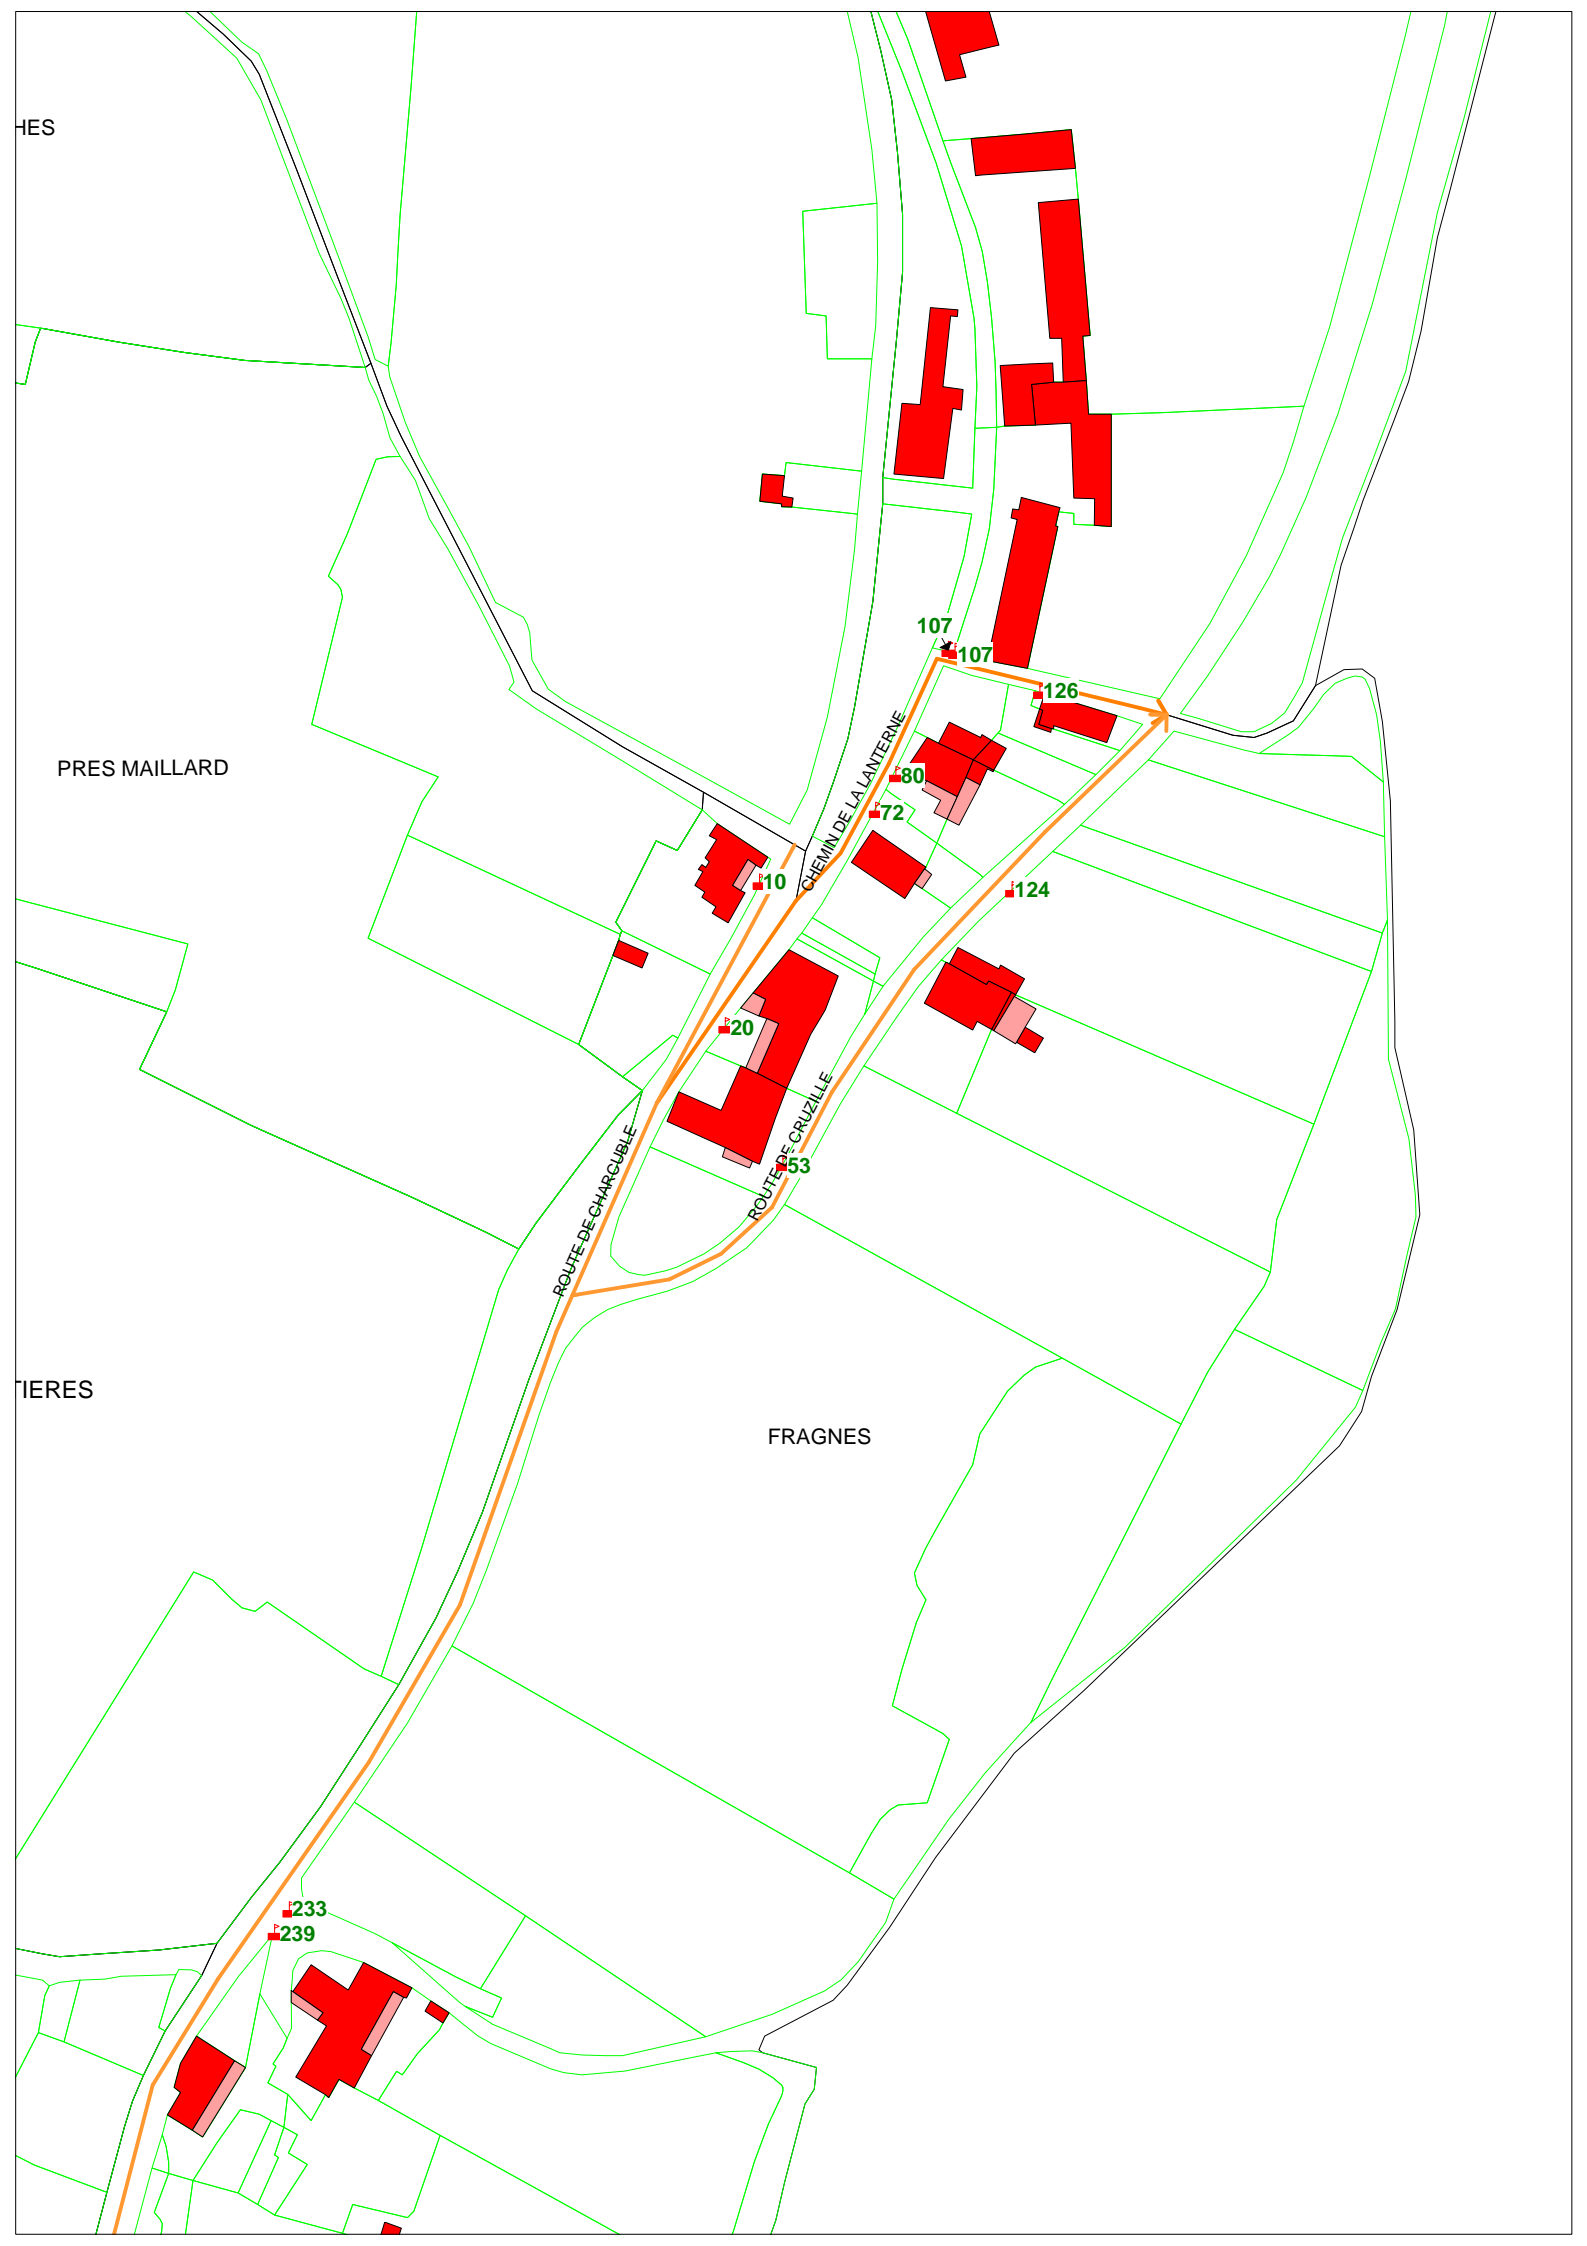 HES
107
107
126
PRES MAILLARD
CHEMIN DE LA LANTERNE
80
72
10
124
20
ROUTE DE CRUZILLE
ROUTE DE CHARCUBLE
53
TIERES
FRAGNES
233
239